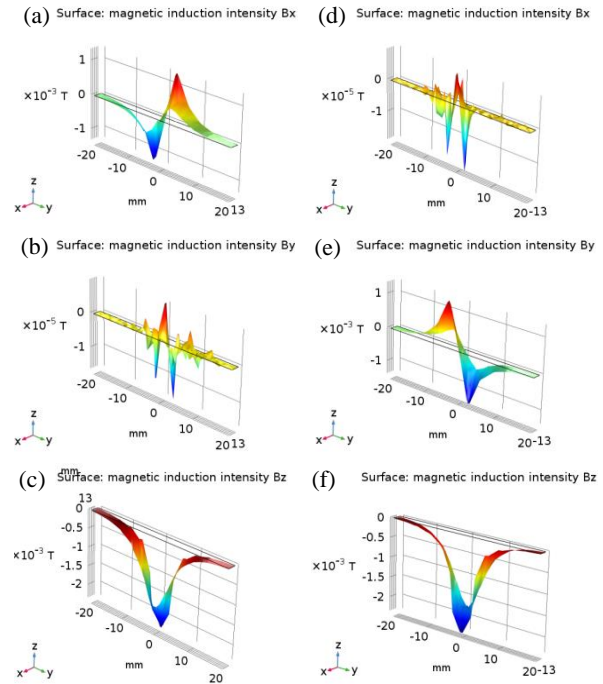 (a) Surface: magnetic induction intensity Bx
1
0
×10⁻³ T
-1
-20
-10
0
10
mm
2013
z
x
y
(d) Surface: magnetic induction intensity Bx
0
×10⁻⁵ T
-1
-20
-10
0
10
mm
20-13
z
x
y
(b) Surface: magnetic induction intensity By
0
×10⁻⁵ T
-1
-20
-10
0
10
mm
2013
z
x
y
(e) Surface: magnetic induction intensity By
1
×10⁻³ T
0
-1
-20
-10
0
10
mm
20-13
z
x
y
mm
(c) Surface: magnetic induction intensity Bz
13
0
-0.5
-1
×10⁻³ T
-1.5
-2
-20
-10
0
10
mm
20
z
x
y
(f) Surface: magnetic induction intensity Bz
0
-0.5
-1
×10⁻³ T
-1.5
-2
-20
-10
0
10
mm
20-13
z
x
y